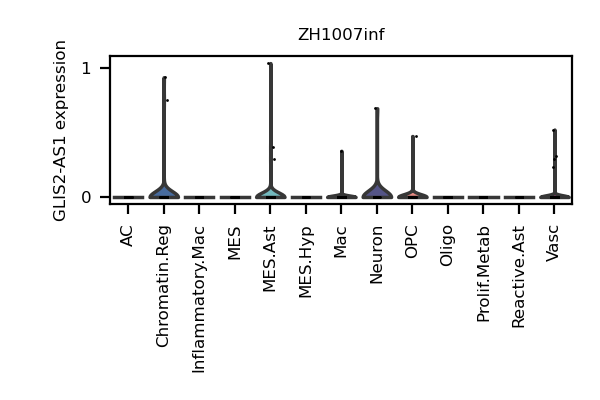 ZH1007inf
GLIS2-AS1 expression
1
0
AC
Chromatin.Reg
Inflammatory.Mac
MES
MES.Ast
MES.Hyp
Mac
Neuron
OPC
Oligo
Prolif.Metab
Reactive.Ast
Vasc